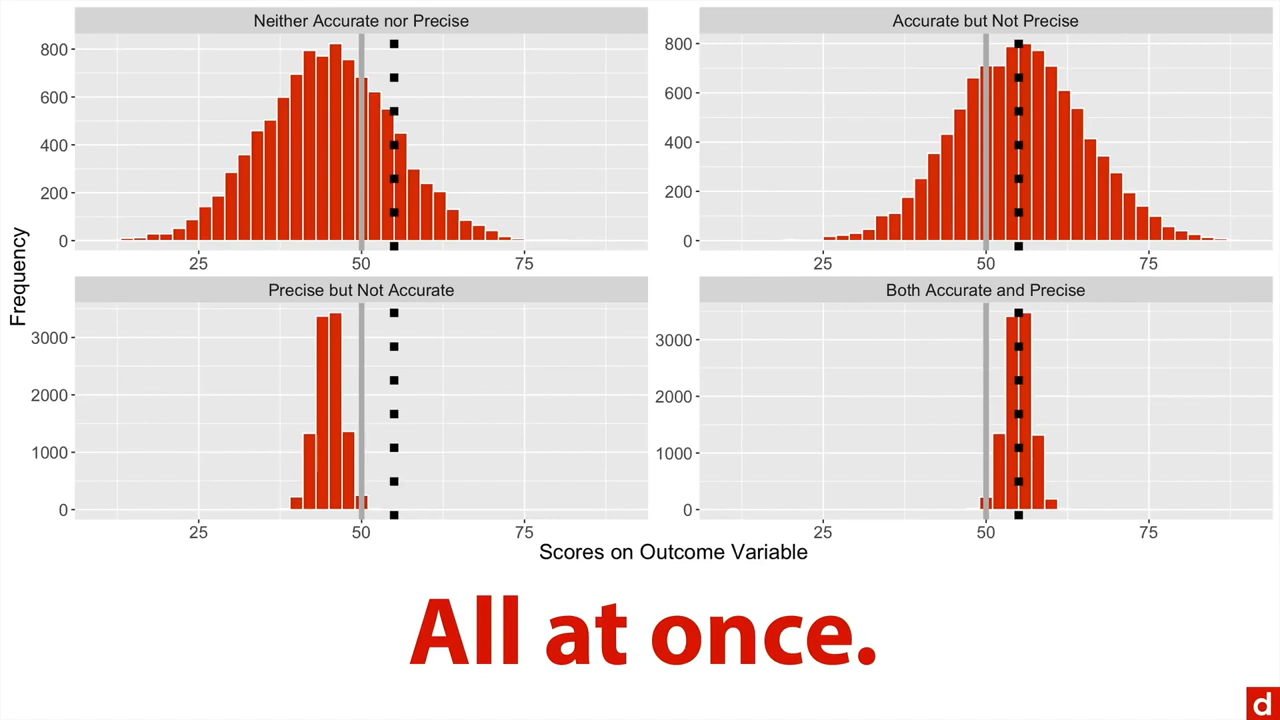 Neither Accurate nor Precise
Accurate but Not Precise
800
600
400
200
0
25 50 75
800
600
400
200
0
25 50 75
Frequency
Precise but Not Accurate
Both Accurate and Precise
3000
2000
1000
0
25 50 75
3000
2000
1000
0
25 50 75
Scores on Outcome Variable
All at once.
d